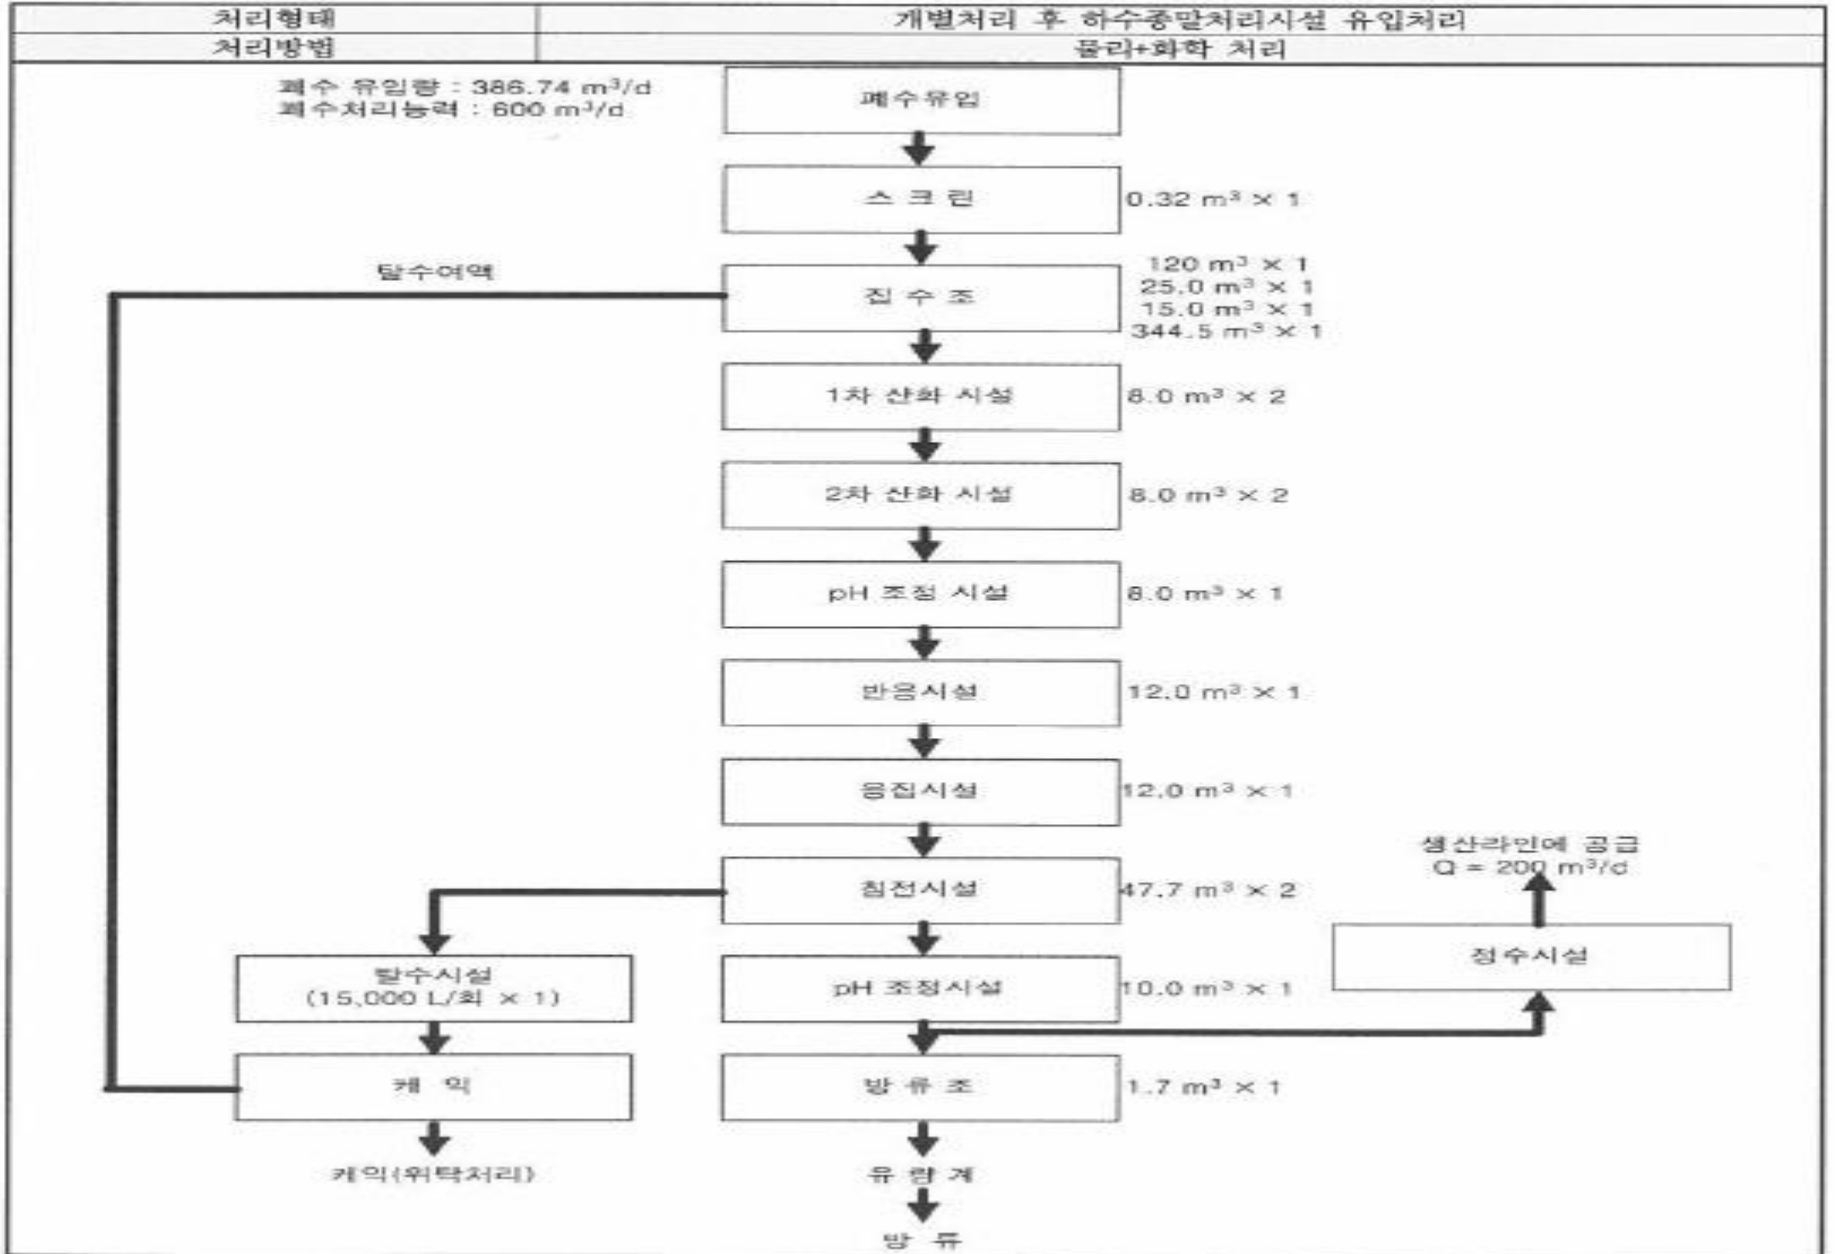 처리형태
개별처리 후 하수종말처리시설 유입처리
처리방법
물리+화학 처리
폐수 유입량 : 386.74 m³/d
폐수처리능력 : 600 m³/d
폐수유입
스 크 린
0.32 m³ × 1
탈수여액
집 수 조
120 m³ × 1
25.0 m³ × 1
15.0 m³ × 1
344.5 m³ × 1
1차 산화 시설
8.0 m³ × 2
2차 산화 시설
8.0 m³ × 2
pH 조정 시설
8.0 m³ × 1
반응시설
12.0 m³ × 1
응집시설
12.0 m³ × 1
침전시설
47.7 m³ × 2
생산라인에 공급
Q = 200 m³/d
정수시설
탈수시설
(15,000 L/회 × 1)
pH 조정시설
10.0 m³ × 1
케 익
방 류 조
1.7 m³ × 1
케익(위탁처리)
유 량 계
방 류